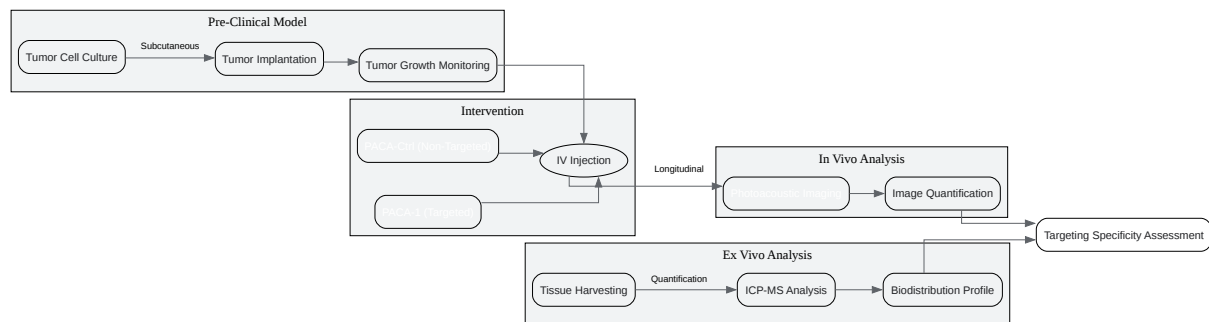 Pre-Clinical Model
Tumor Cell Culture
Subcutaneous
Tumor Implantation
Tumor Growth Monitoring
Intervention
PACA-Ctrl (Non-Targeted)
IV Injection
PACA-1 (Targeted)
Longitudinal
In Vivo Analysis
Photoacoustic Imaging
Image Quantification
Targeting Specificity Assessment
Ex Vivo Analysis
Tissue Harvesting
Quantification
ICP-MS Analysis
Biodistribution Profile